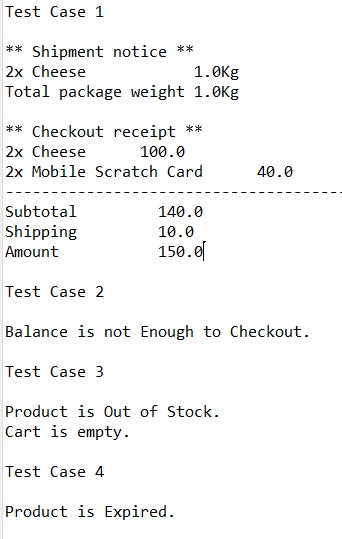 Test Case 1
** Shipment notice **
2x Cheese 1.0Kg
Total package weight 1.0Kg
** Checkout receipt **
2x Cheese 100.0
2x Mobile Scratch Card 40.0
----------------------------------------
Subtotal 140.0
Shipping 10.0
Amount 150.0
Test Case 2
Balance is not Enough to Checkout.
Test Case 3
Product is Out of Stock.
Cart is empty.
Test Case 4
Product is Expired.